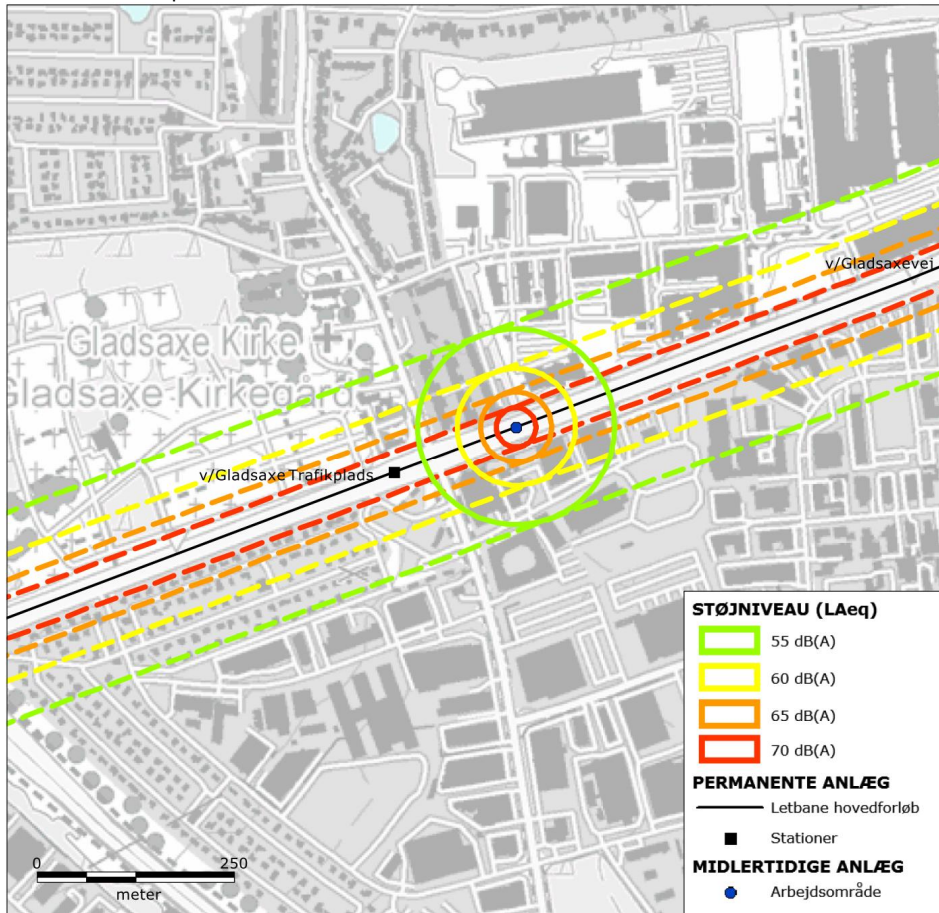 v/Gladsaxevej
Gladsaxe Kirke
Gladsaxe Kirkegård
v/Gladsaxe Trafikplads
STØJNIVEAU (LAeq)
55 dB(A)
60 dB(A)
65 dB(A)
70 dB(A)
PERMANENTE ANLÆG
Letbane hovedforløb
Stationer
MIDLERTIDIGE ANLÆG
Arbejdsområde
0 250
meter